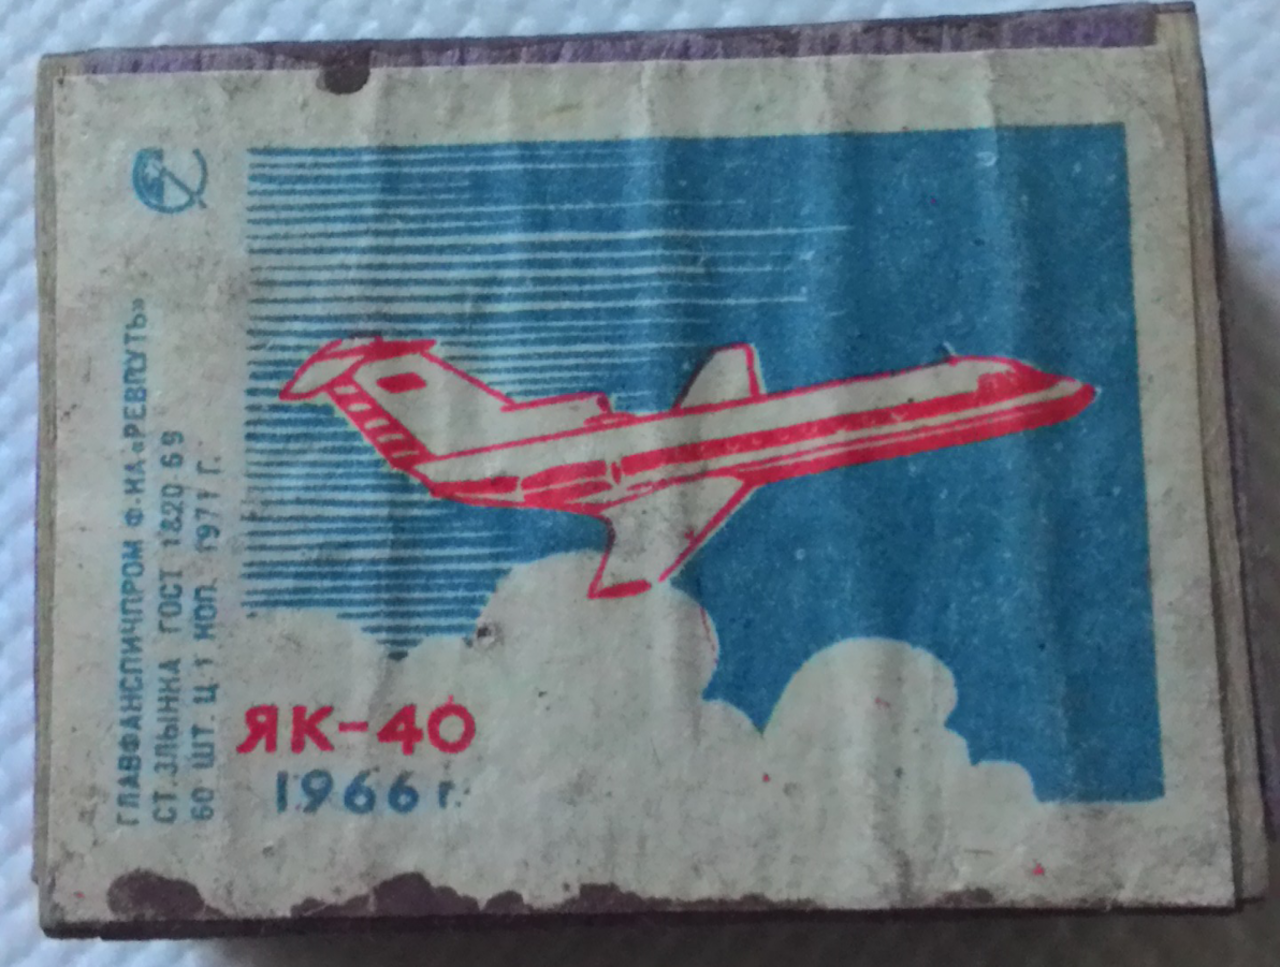 ГЛАВФАНСПИЧПРОМ Ф-КА «РЕВПУТЬ»
СТ. ЗЛЫНКА ГОСТ 1820 69
60 ШТ. Ц. 1 КОП. 1971 Г.
ЯК-40
1966 г.